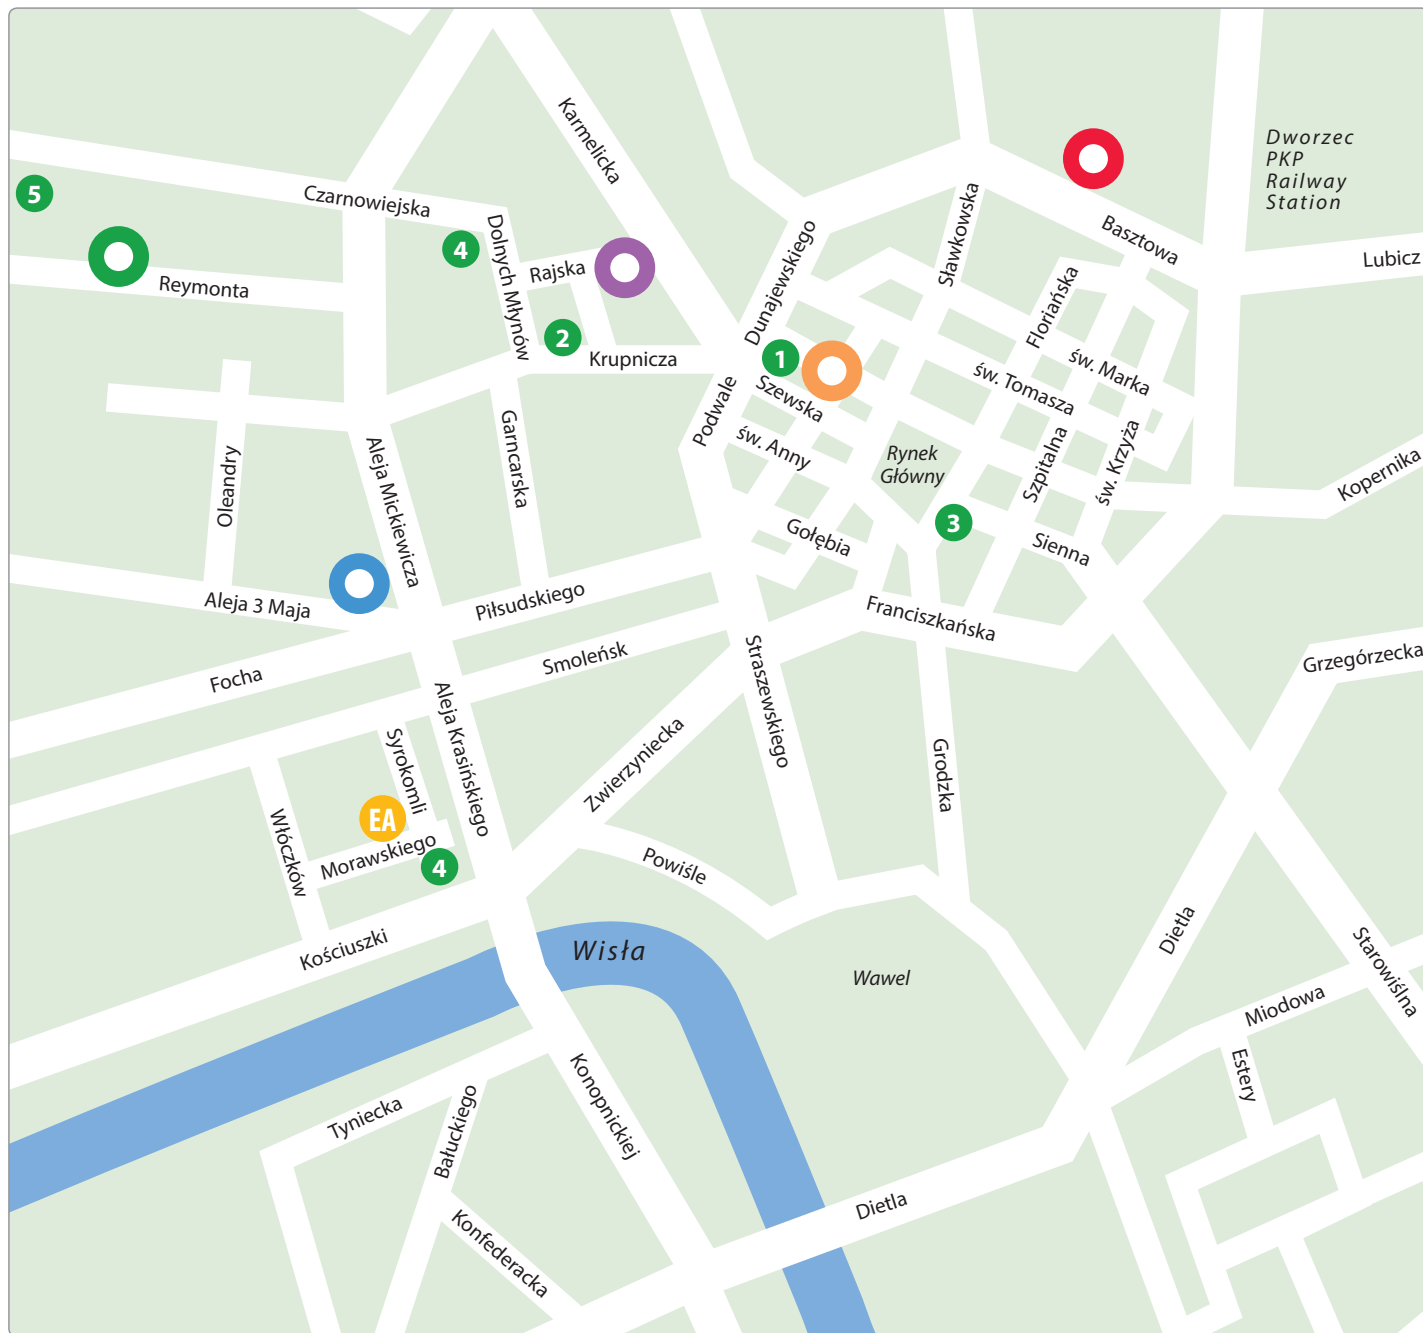 Karmelicka
Dworzec
PKP
Railway
Station
5
Czarnowiejska
4
Dolnych Młynów
Rajska
Reymonta
2
Krupnicza
Dunajewskiego
Sławkowska
Basztowa
Lubicz
Floriańska
1
św. Marka
św. Tomasza
Szewska
Podwale
św. Anny
Rynek
Główny
Szpitalna
św. Krzyża
Kopernika
Garncarska
Oleandry
Aleja Mickiewicza
3
Gołębia
Sienna
Aleja 3 Maja
Piłsudskiego
Franciszkańska
Focha
Smoleńsk
Straszewskiego
Grzegórzecka
Aleja Krasińskiego
Syrokomli
Zwierzyniecka
Grodzka
EA
Włóczków
Morawskiego
4
Powiśle
Kościuszki
Wisła
Wawel
Dietla
Starowiślna
Miodowa
Estery
Konopnickiej
Tyniecka
Bałuckiego
Dietla
Konfederacka